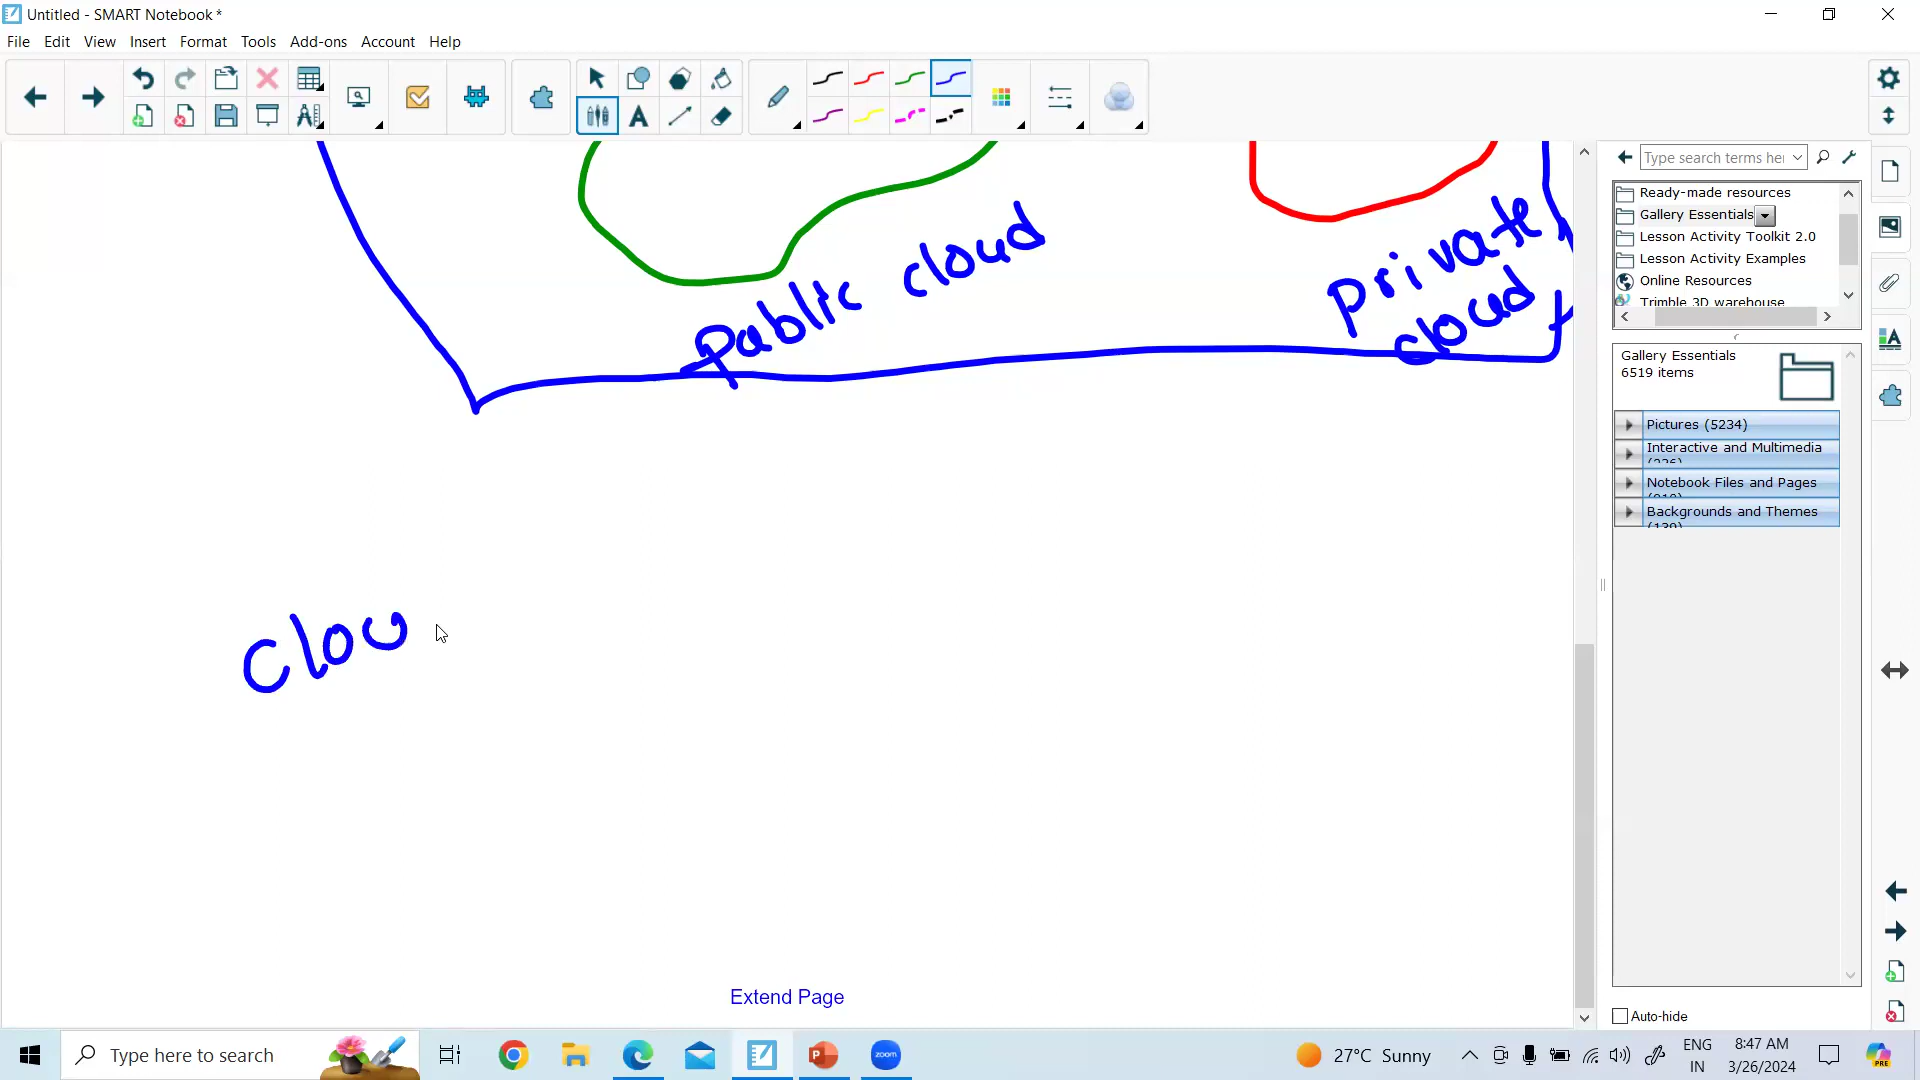 Untitled - SMART Notebook *
File Edit View Insert Format Tools Add-ons Account Help
Type search terms her
Ready-made resources
Gallery Essentials
Lesson Activity Toolkit 2.0
Lesson Activity Examples
Online Resources
Trimble 3D warehouse
Gallery Essentials
6519 items
Pictures (5234)
Interactive and Multimedia
Notebook Files and Pages
Backgrounds and Themes
Auto-hide
public cloud
private
cloud
Clou
Extend Page
Type here to search
zoom
27°C Sunny
ENG
IN
8:47 AM
3/26/2024
PRE